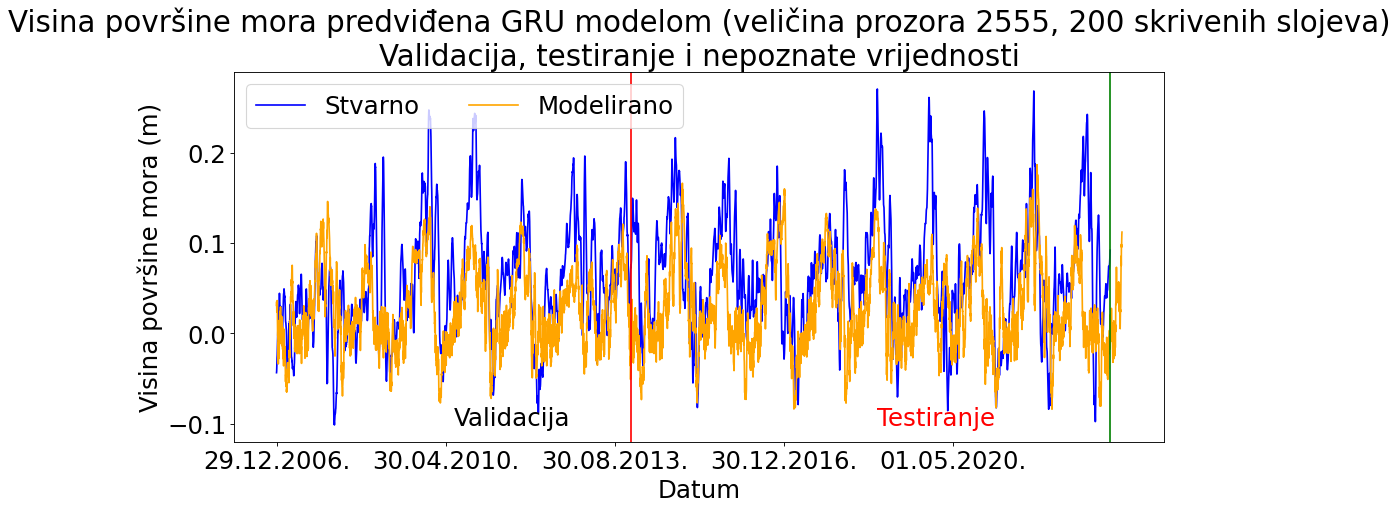 Visina površine mora predviđena GRU modelom (veličina prozora 2555, 200 skrivenih slojeva)
Validacija, testiranje i nepoznate vrijednosti
Stvarno Modelirano
Visina površine mora (m)
0.2
0.1
0.0
−0.1
Validacija Testiranje
29.12.2006. 30.04.2010. 30.08.2013. 30.12.2016. 01.05.2020.
Datum